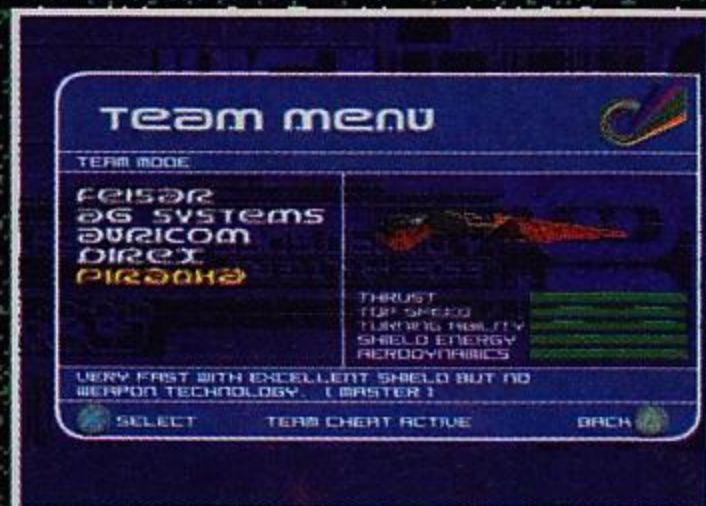 TEAM MENU
TEAM MODE
FEISAR
AG SYSTEMS
AURICOM
DIREX
PIRANHA
THRUST
TOP SPEED
TURNING ABILITY
SHIELD ENERGY
AERODYNAMICS
VERY FAST WITH EXCELLENT SHIELD BUT NO
WEAPON TECHNOLOGY. (MASTER)
SELECT TEAM CHEAT ACTIVE BACK